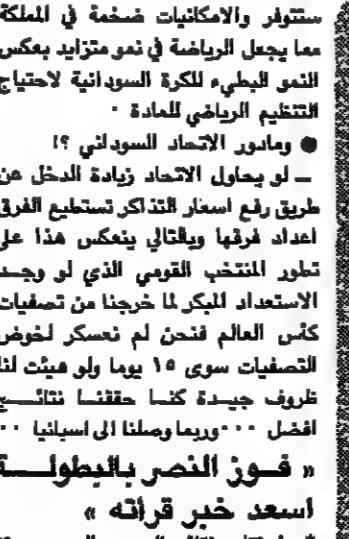 ستتوفر والامكانيات ضخمة في المملكة
مما يجعل الرياضة في نمو متزايد بعكس
النمو البطيء للكرة السودانية لاحتياج
التنظيم الرياضي للمادة ٠
● ومادور الاتحاد السوداني ؟!
ــ لو يحاول الاتحاد زيادة الدخل عن
طريق رفع اسعار التذاكر تستطيع الفرق
اعداد فرقها وبالتالي ينعكس هذا على
تطور المنتخب القومي الذي لو وجد
الاستعداد المبكر لما خرجنا من تصفيات
كأس العالم فنحن لم نعسكر لخوض
التصفيات سوى ١٥ يوما ولو هيئت لنا
ظروف جيدة كنا حققنا نتائج
افضل ٠٠٠ وربما وصلنا الى اسبانيا ٠٠
« فوز النصر بالبطولة
اسعد خبر قرأته »